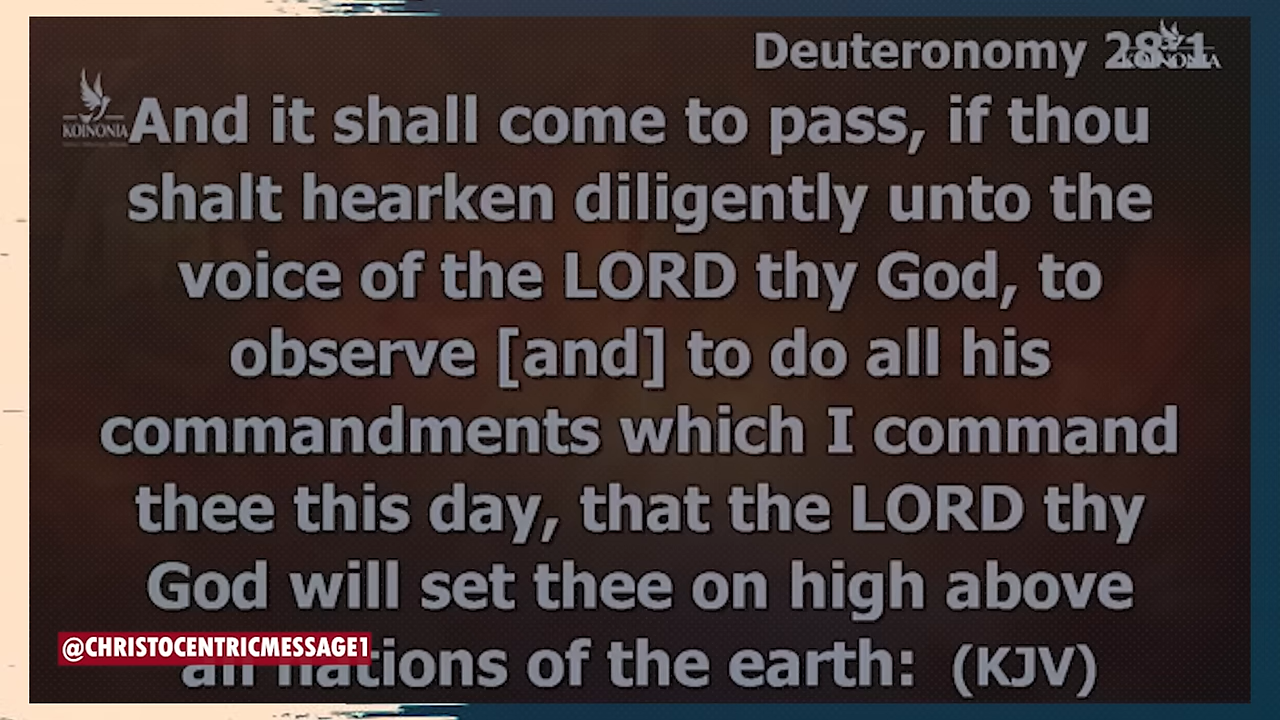 Deuteronomy 28:1
KOINONIA
KOINONIA
And it shall come to pass, if thou
shalt hearken diligently unto the
voice of the LORD thy God, to
observe [and] to do all his
commandments which I command
thee this day, that the LORD thy
God will set thee on high above
@CHRISTOCENTRICMESSAGE1
all nations of the earth: (KJV)